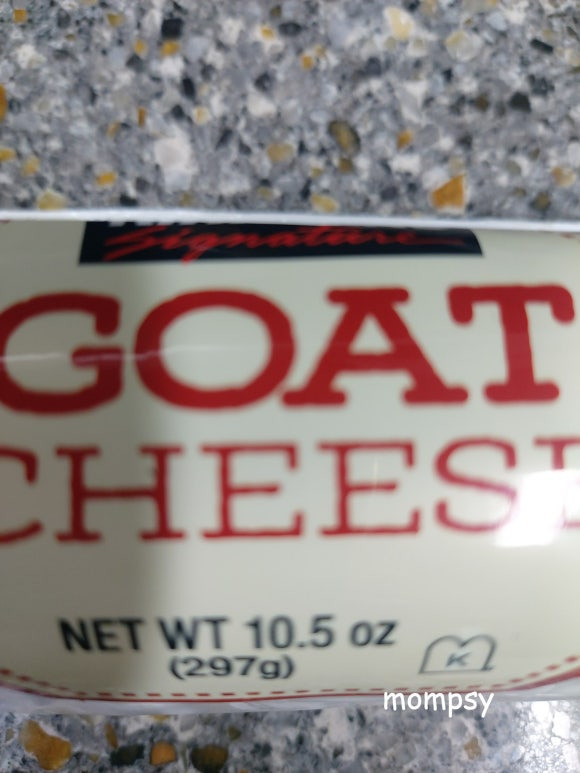 Signature
GOAT
CHEESE
NET WT 10.5 oz
(297g)
K
mompsy